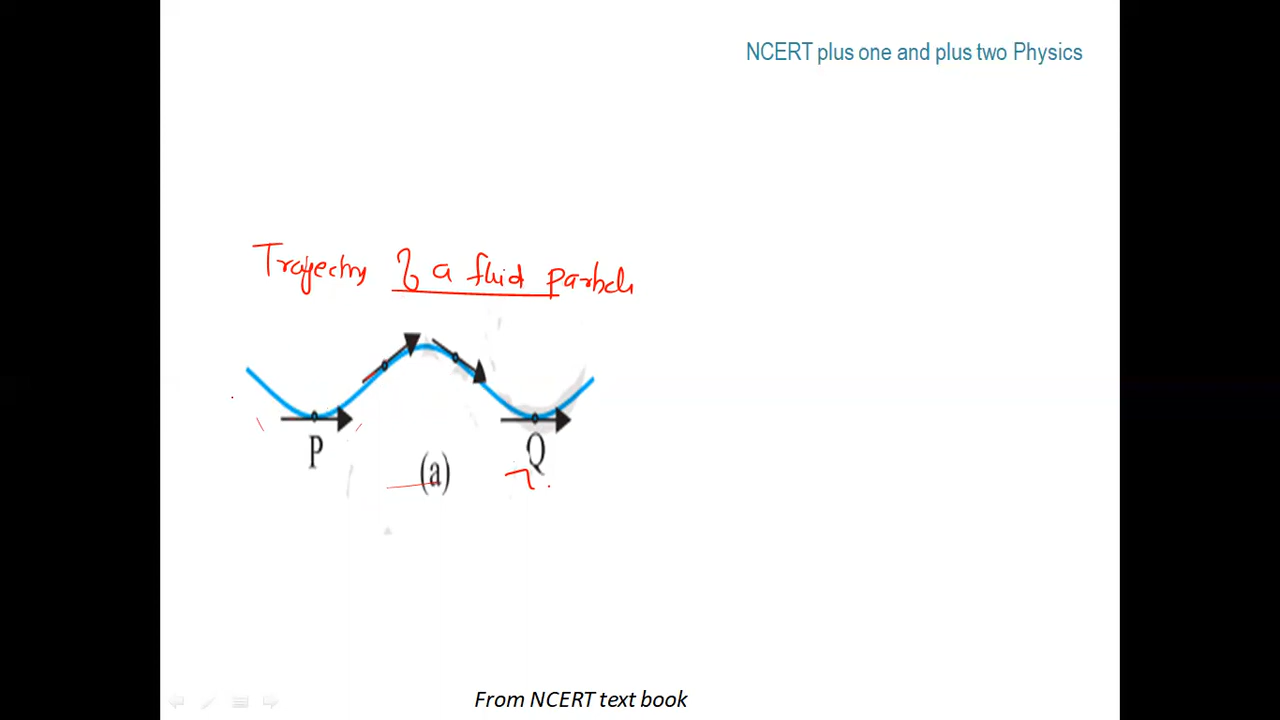 NCERT plus one and plus two Physics
Trajectory of a fluid particle
P
Q
(a)
From NCERT text book